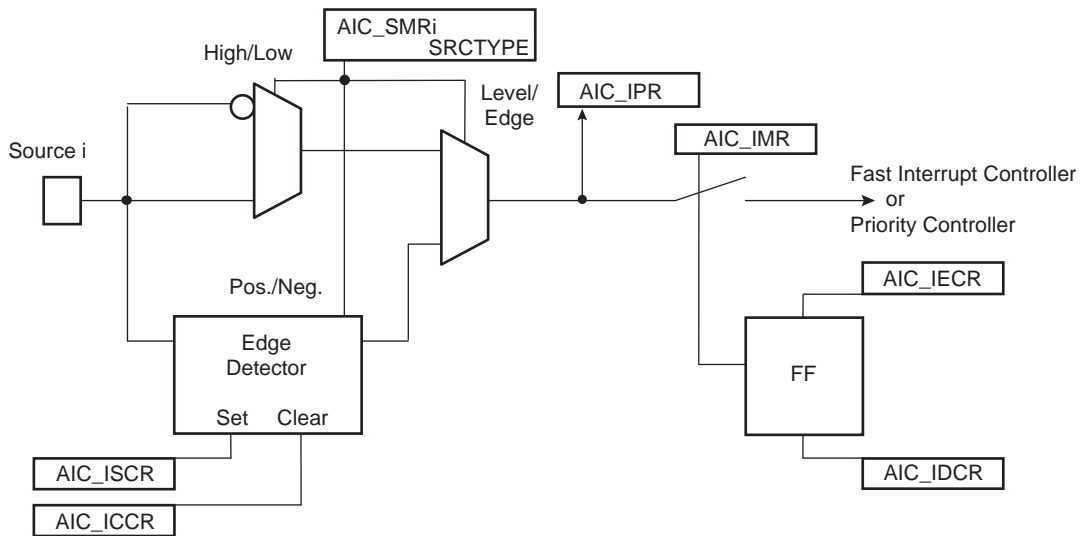 AIC_SMRi
SRCTYPE
High/Low
Level/
Edge
AIC_IPR
AIC_IMR
Source i
Fast Interrupt Controller
or
Priority Controller
Pos./Neg.
AIC_IECR
Edge
Detector
FF
Set Clear
AIC_ISCR
AIC_IDCR
AIC_ICCR